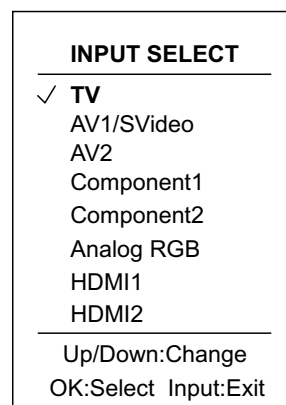 INPUT SELECT
✓ TV
AV1/SVideo
AV2
Component1
Component2
Analog RGB
HDMI1
HDMI2
Up/Down:Change
OK:Select Input:Exit